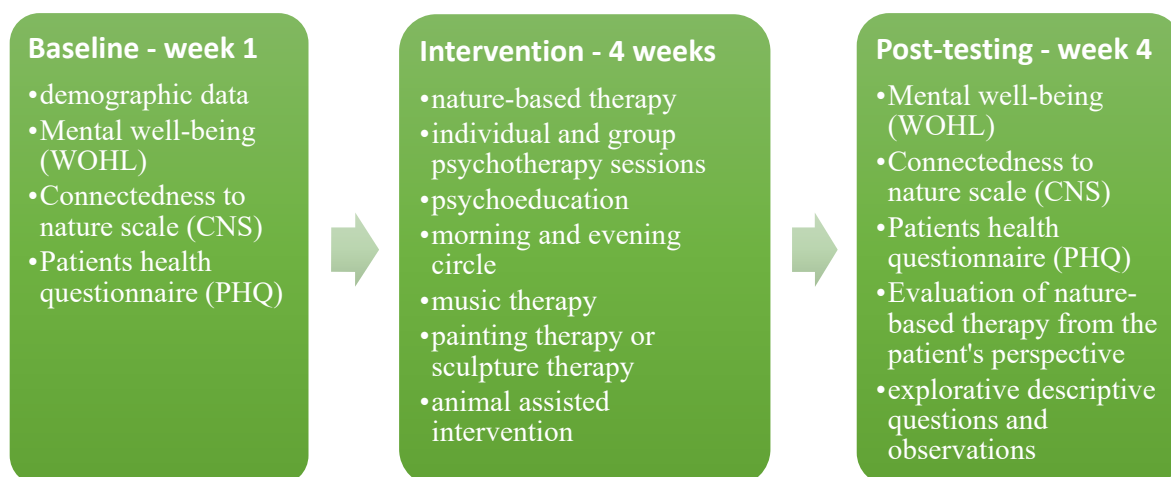 Baseline - week 1
•demographic data
•Mental well-being
(WOHL)
•Connectedness to
nature scale (CNS)
•Patients health
questionnaire (PHQ)
Intervention - 4 weeks
•nature-based therapy
•individual and group
psychotherapy sessions
•psychoeducation
•morning and evening
circle
•music therapy
•painting therapy or
sculpture therapy
•animal assisted
intervention
Post-testing - week 4
•Mental well-being
(WOHL)
•Connectedness to
nature scale (CNS)
•Patients health
questionnaire (PHQ)
•Evaluation of nature-
based therapy from the
patient's perspective
•explorative descriptive
questions and
observations